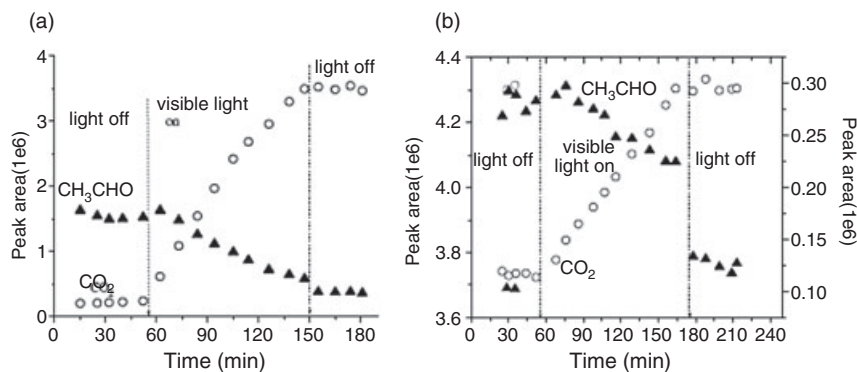 (a)
4
3
2
1
0
Peak area(1e6)
light off
visible light
light off
CH₃CHO
CO₂
0
30
60
90
120
150
180
Time (min)
(b)
4.4
4.2
4.0
3.8
3.6
Peak area(1e6)
CH₃CHO
light off
visible
light on
light off
CO₂
0.30
0.25
0.20
0.15
0.10
Peak area(1e6)
0
30
60
90
120
150
180
210
240
Time (min)